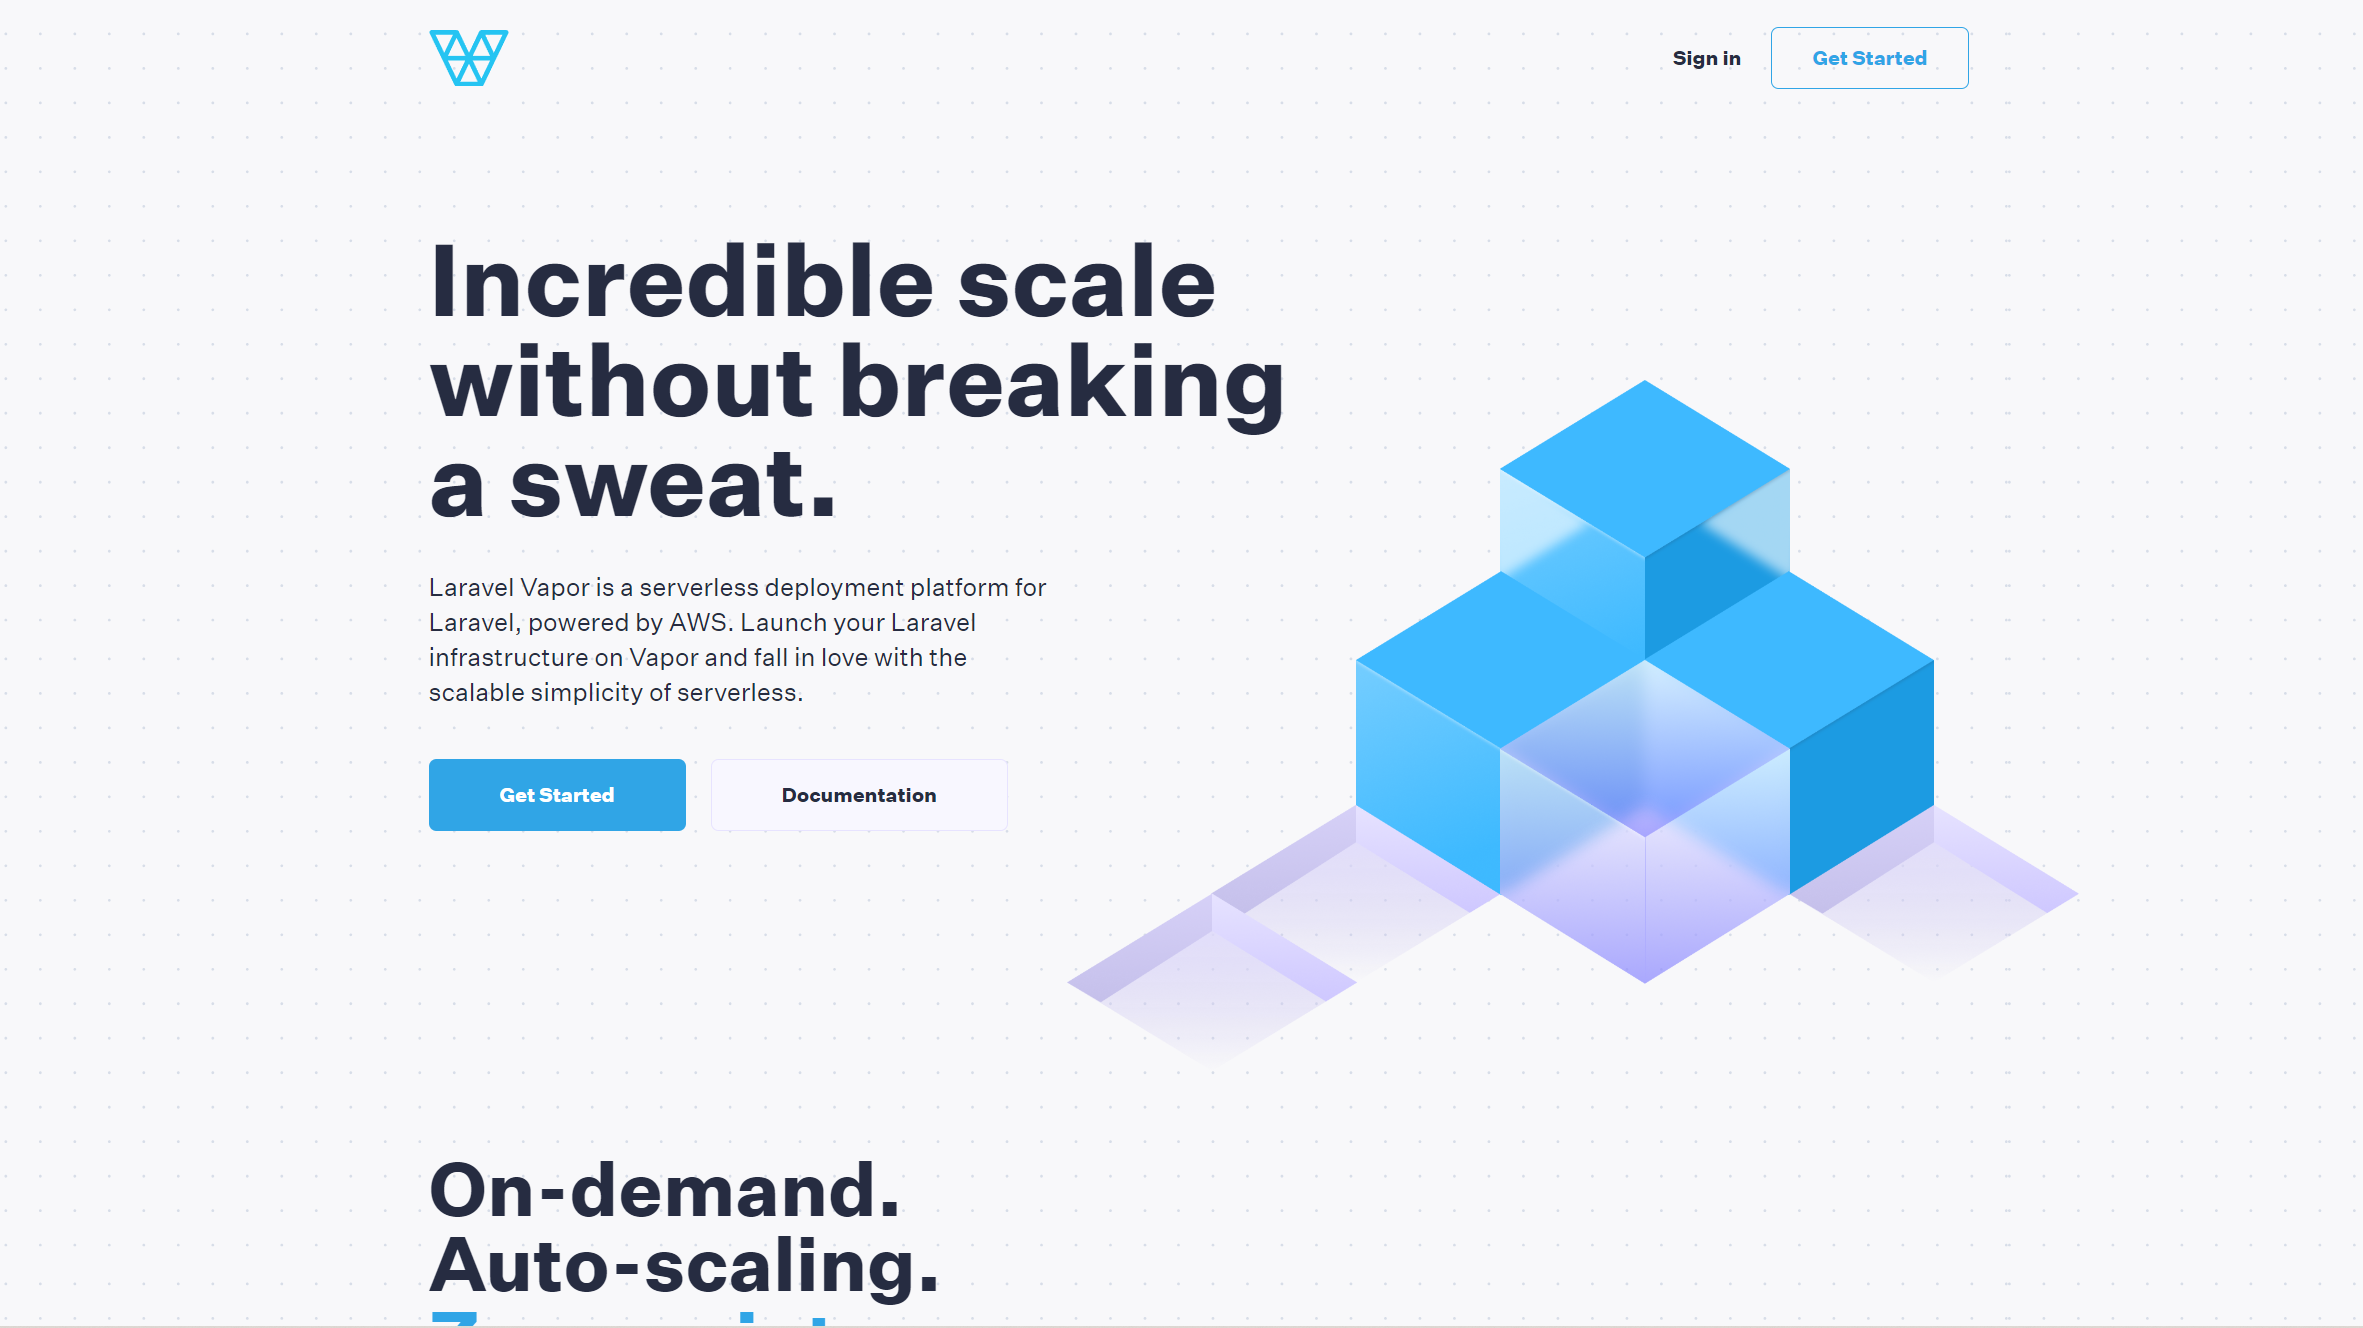 Sign in
Get Started
Incredible scale
without breaking
a sweat.
Laravel Vapor is a serverless deployment platform for
Laravel, powered by AWS. Launch your Laravel
infrastructure on Vapor and fall in love with the
scalable simplicity of serverless.
Get Started
Documentation
On-demand.
Auto-scaling.